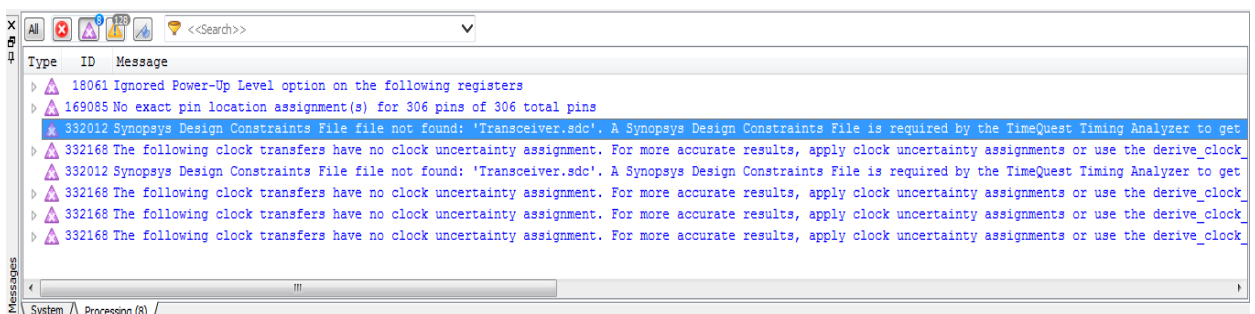 All 8 128 <<Search>>
Type ID Message
18061 Ignored Power-Up Level option on the following registers
169085 No exact pin location assignment(s) for 306 pins of 306 total pins
332012 Synopsys Design Constraints File file not found: 'Transceiver.sdc'. A Synopsys Design Constraints File is required by the TimeQuest Timing Analyzer to get
332168 The following clock transfers have no clock uncertainty assignment. For more accurate results, apply clock uncertainty assignments or use the derive_clock_
332012 Synopsys Design Constraints File file not found: 'Transceiver.sdc'. A Synopsys Design Constraints File is required by the TimeQuest Timing Analyzer to get
332168 The following clock transfers have no clock uncertainty assignment. For more accurate results, apply clock uncertainty assignments or use the derive_clock_
332168 The following clock transfers have no clock uncertainty assignment. For more accurate results, apply clock uncertainty assignments or use the derive_clock_
332168 The following clock transfers have no clock uncertainty assignment. For more accurate results, apply clock uncertainty assignments or use the derive_clock_
Messages
System Processing (8)